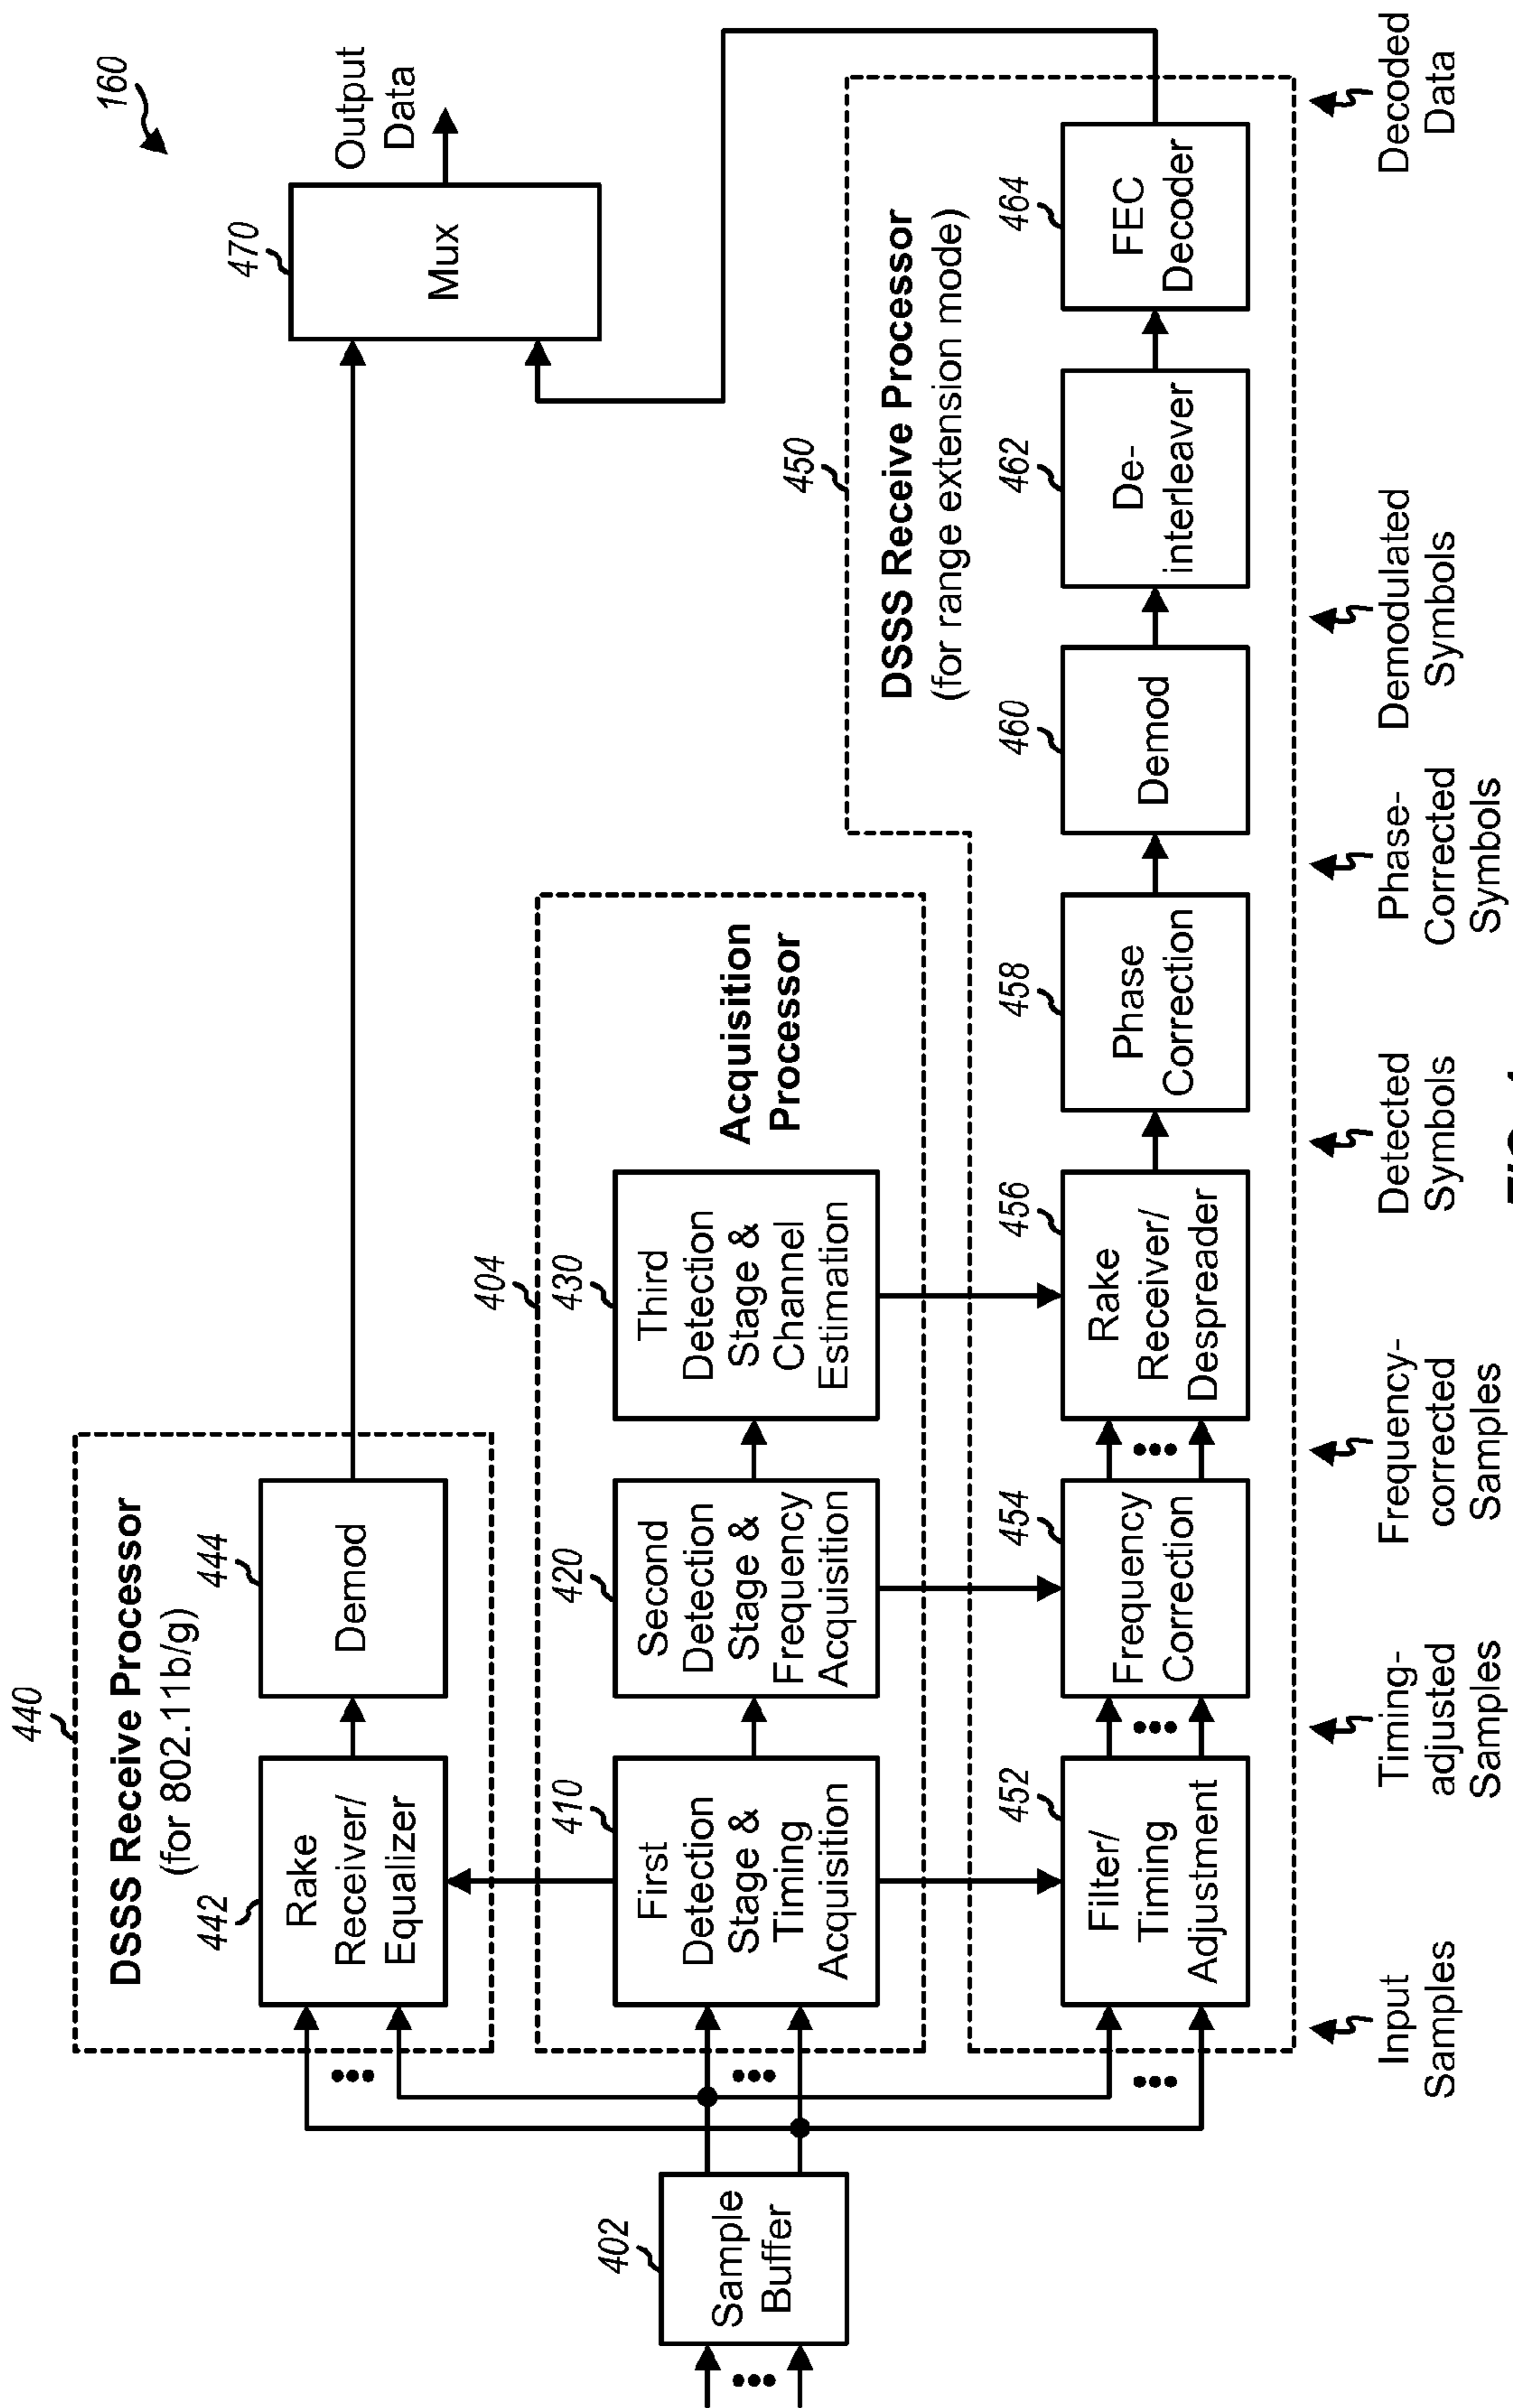 160
440
DSSS Receive Processor
(for 802.11b/g)
442
Rake
Receiver/
Equalizer
444
Demod
470
Mux
Output
Data
402
Sample
Buffer
404
Acquisition
Processor
410
First
Detection
Stage &
Timing
Acquisition
420
Second
Detection
Stage &
Frequency
Acquisition
430
Third
Detection
Stage &
Channel
Estimation
450
DSSS Receive Processor
(for range extension mode)
452
Filter/
Timing
Adjustment
454
Frequency
Correction
456
Rake
Receiver/
Despreader
458
Phase
Correction
460
Demod
462
De-
interleaver
464
FEC
Decoder
Input
Samples
Timing-
adjusted
Samples
Frequency-
corrected
Samples
Detected
Symbols
Phase-
Corrected
Symbols
Demodulated
Symbols
Decoded
Data